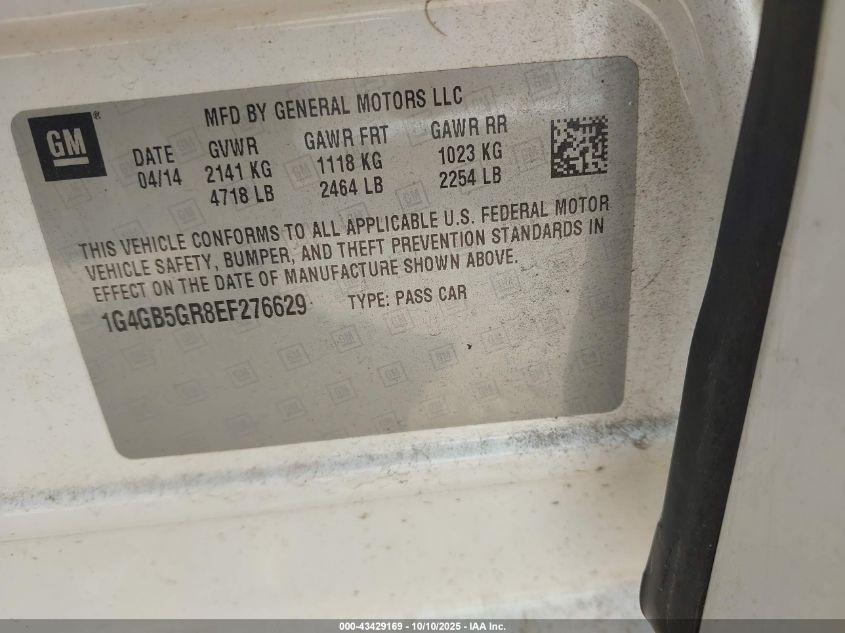 MFD BY GENERAL MOTORS LLC
GM®
DATE GVWR GAWR FRT GAWR RR
04/14 2141 KG 1118 KG 1023 KG
4718 LB 2464 LB 2254 LB
THIS VEHICLE CONFORMS TO ALL APPLICABLE U.S. FEDERAL MOTOR
VEHICLE SAFETY, BUMPER, AND THEFT PREVENTION STANDARDS IN
EFFECT ON THE DATE OF MANUFACTURE SHOWN ABOVE.
1G4GB5GR8EF276629 TYPE: PASS CAR
000-43429169 - 10/10/2025 - IAA Inc.